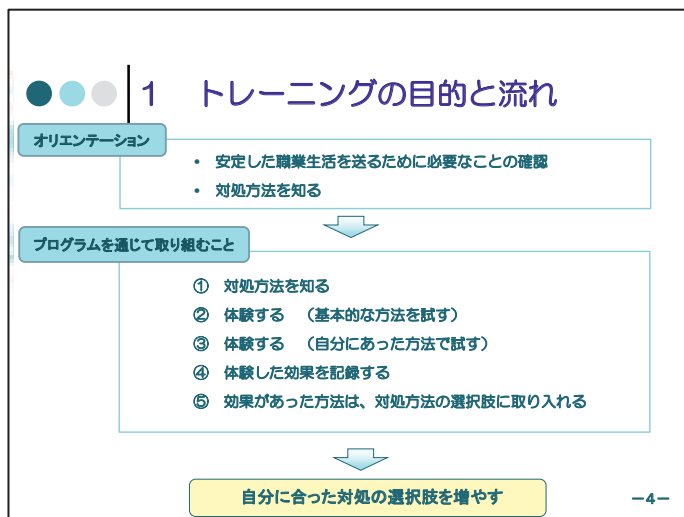 1 トレーニングの目的と流れ
オリエンテーション
• 安定した職業生活を送るために必要なことの確認
• 対処方法を知る
プログラムを通じて取り組むこと
① 対処方法を知る
② 体験する （基本的な方法を試す）
③ 体験する （自分にあった方法で試す）
④ 体験した効果を記録する
⑤ 効果があった方法は、対処方法の選択肢に取り入れる
自分に合った対処の選択肢を増やす
－4－